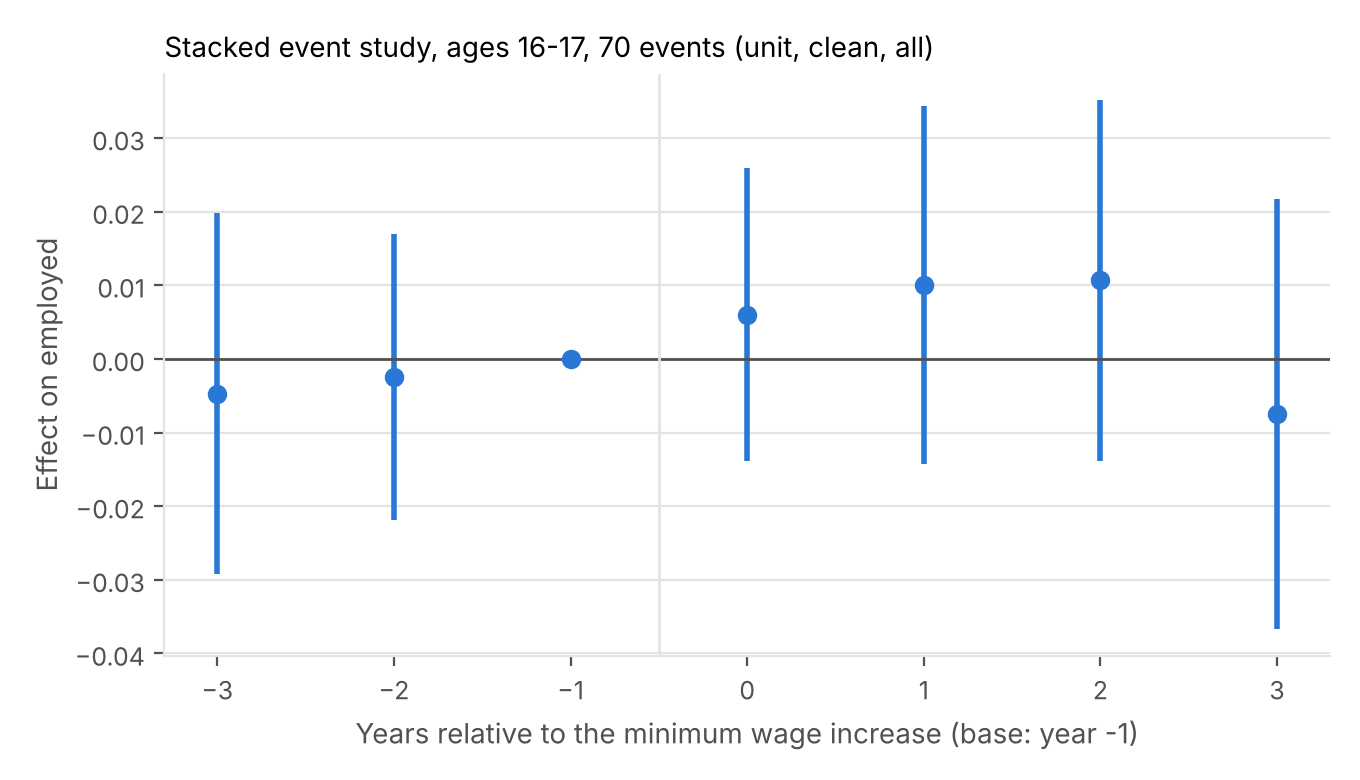 Stacked event study, ages 16-17, 70 events (unit, clean, all)
Effect on employed
0.03
0.02
0.01
0.00
−0.01
−0.02
−0.03
−0.04
−3 −2 −1 0 1 2 3
Years relative to the minimum wage increase (base: year -1)